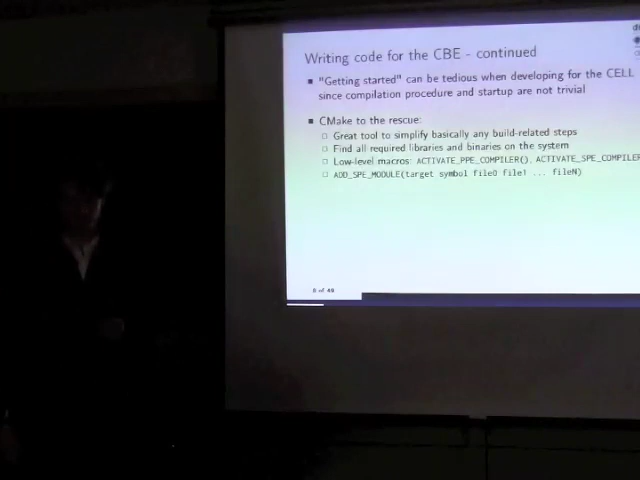 Writing code for the CBE - continued
"Getting started" can be tedious when developing for the CELL
since compilation procedure and startup are not trivial
CMake to the rescue:
Great tool to simplify basically any build-related steps
Find all required libraries and binaries on the system
Low-level macros: ACTIVATE_PPE_COMPILER(), ACTIVATE_SPE_COMPILER
ADD_SPE_MODULE(target symbol file0 file1 ... fileN)
8 of 49